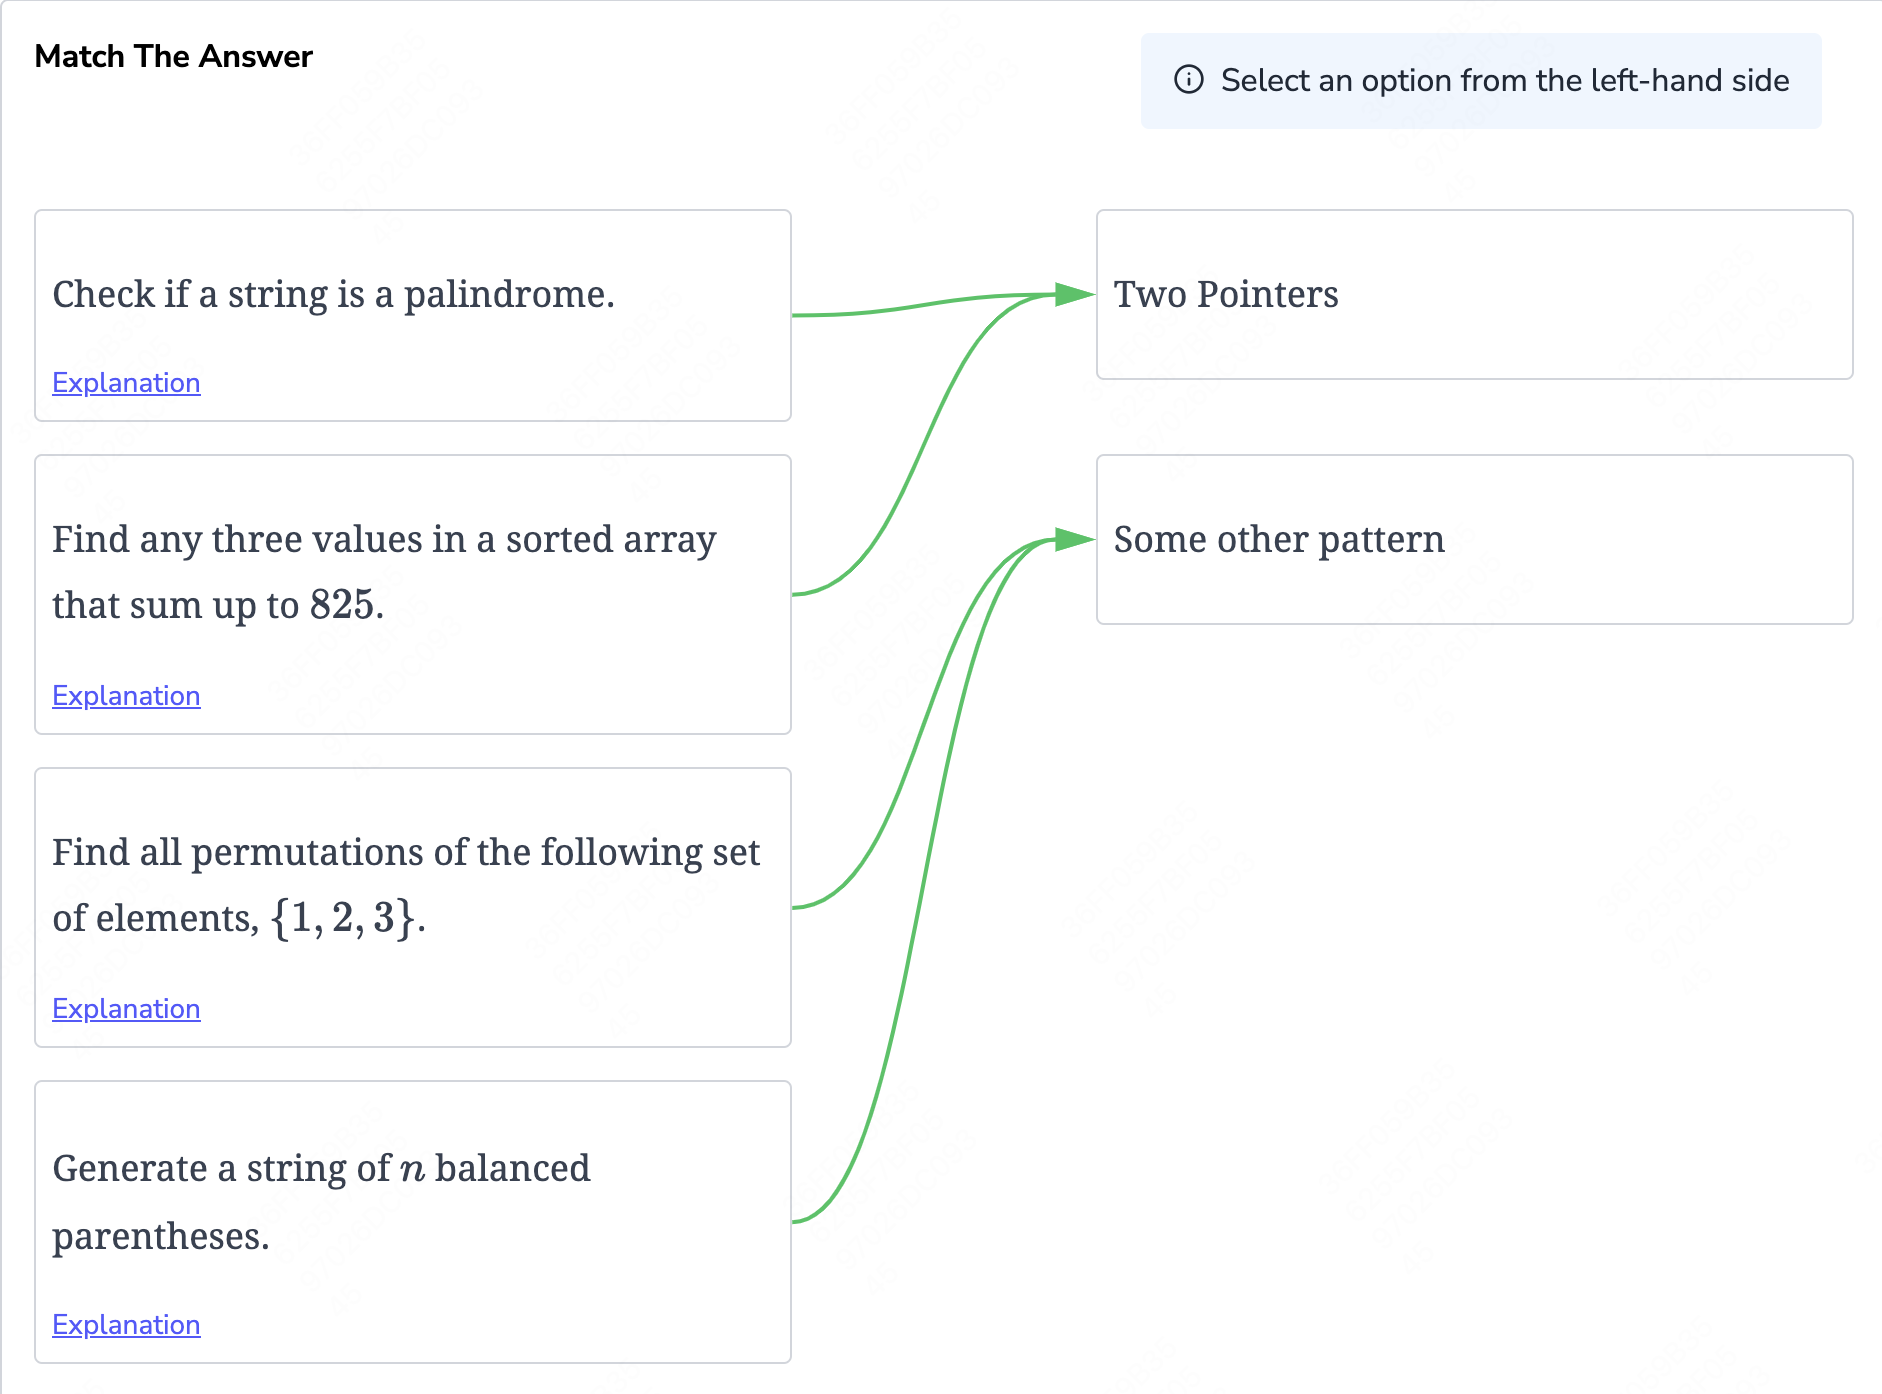 Match The Answer
Select an option from the left-hand side
Check if a string is a palindrome.
Explanation
Two Pointers
Find any three values in a sorted array
that sum up to 825.
Explanation
Some other pattern
Find all permutations of the following set
of elements, {1, 2, 3}.
Explanation
Generate a string of n balanced
parentheses.
Explanation